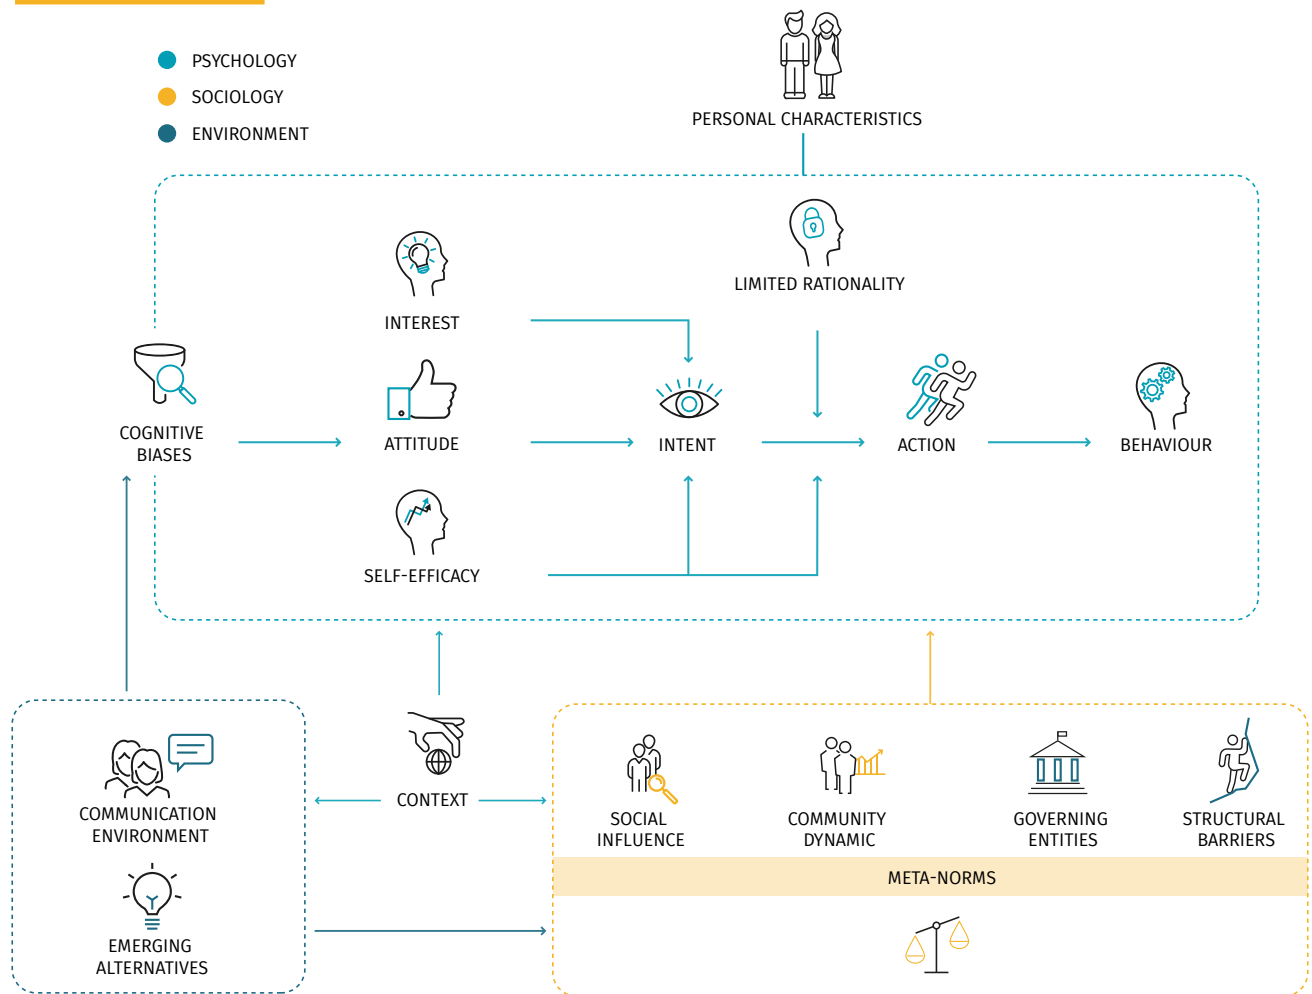 PSYCHOLOGY
SOCIOLOGY
ENVIRONMENT
PERSONAL CHARACTERISTICS
LIMITED RATIONALITY
INTEREST
COGNITIVE
BIASES
ATTITUDE
INTENT
ACTION
BEHAVIOUR
SELF-EFFICACY
COMMUNICATION
ENVIRONMENT
EMERGING
ALTERNATIVES
CONTEXT
SOCIAL
INFLUENCE
COMMUNITY
DYNAMIC
GOVERNING
ENTITIES
STRUCTURAL
BARRIERS
META-NORMS